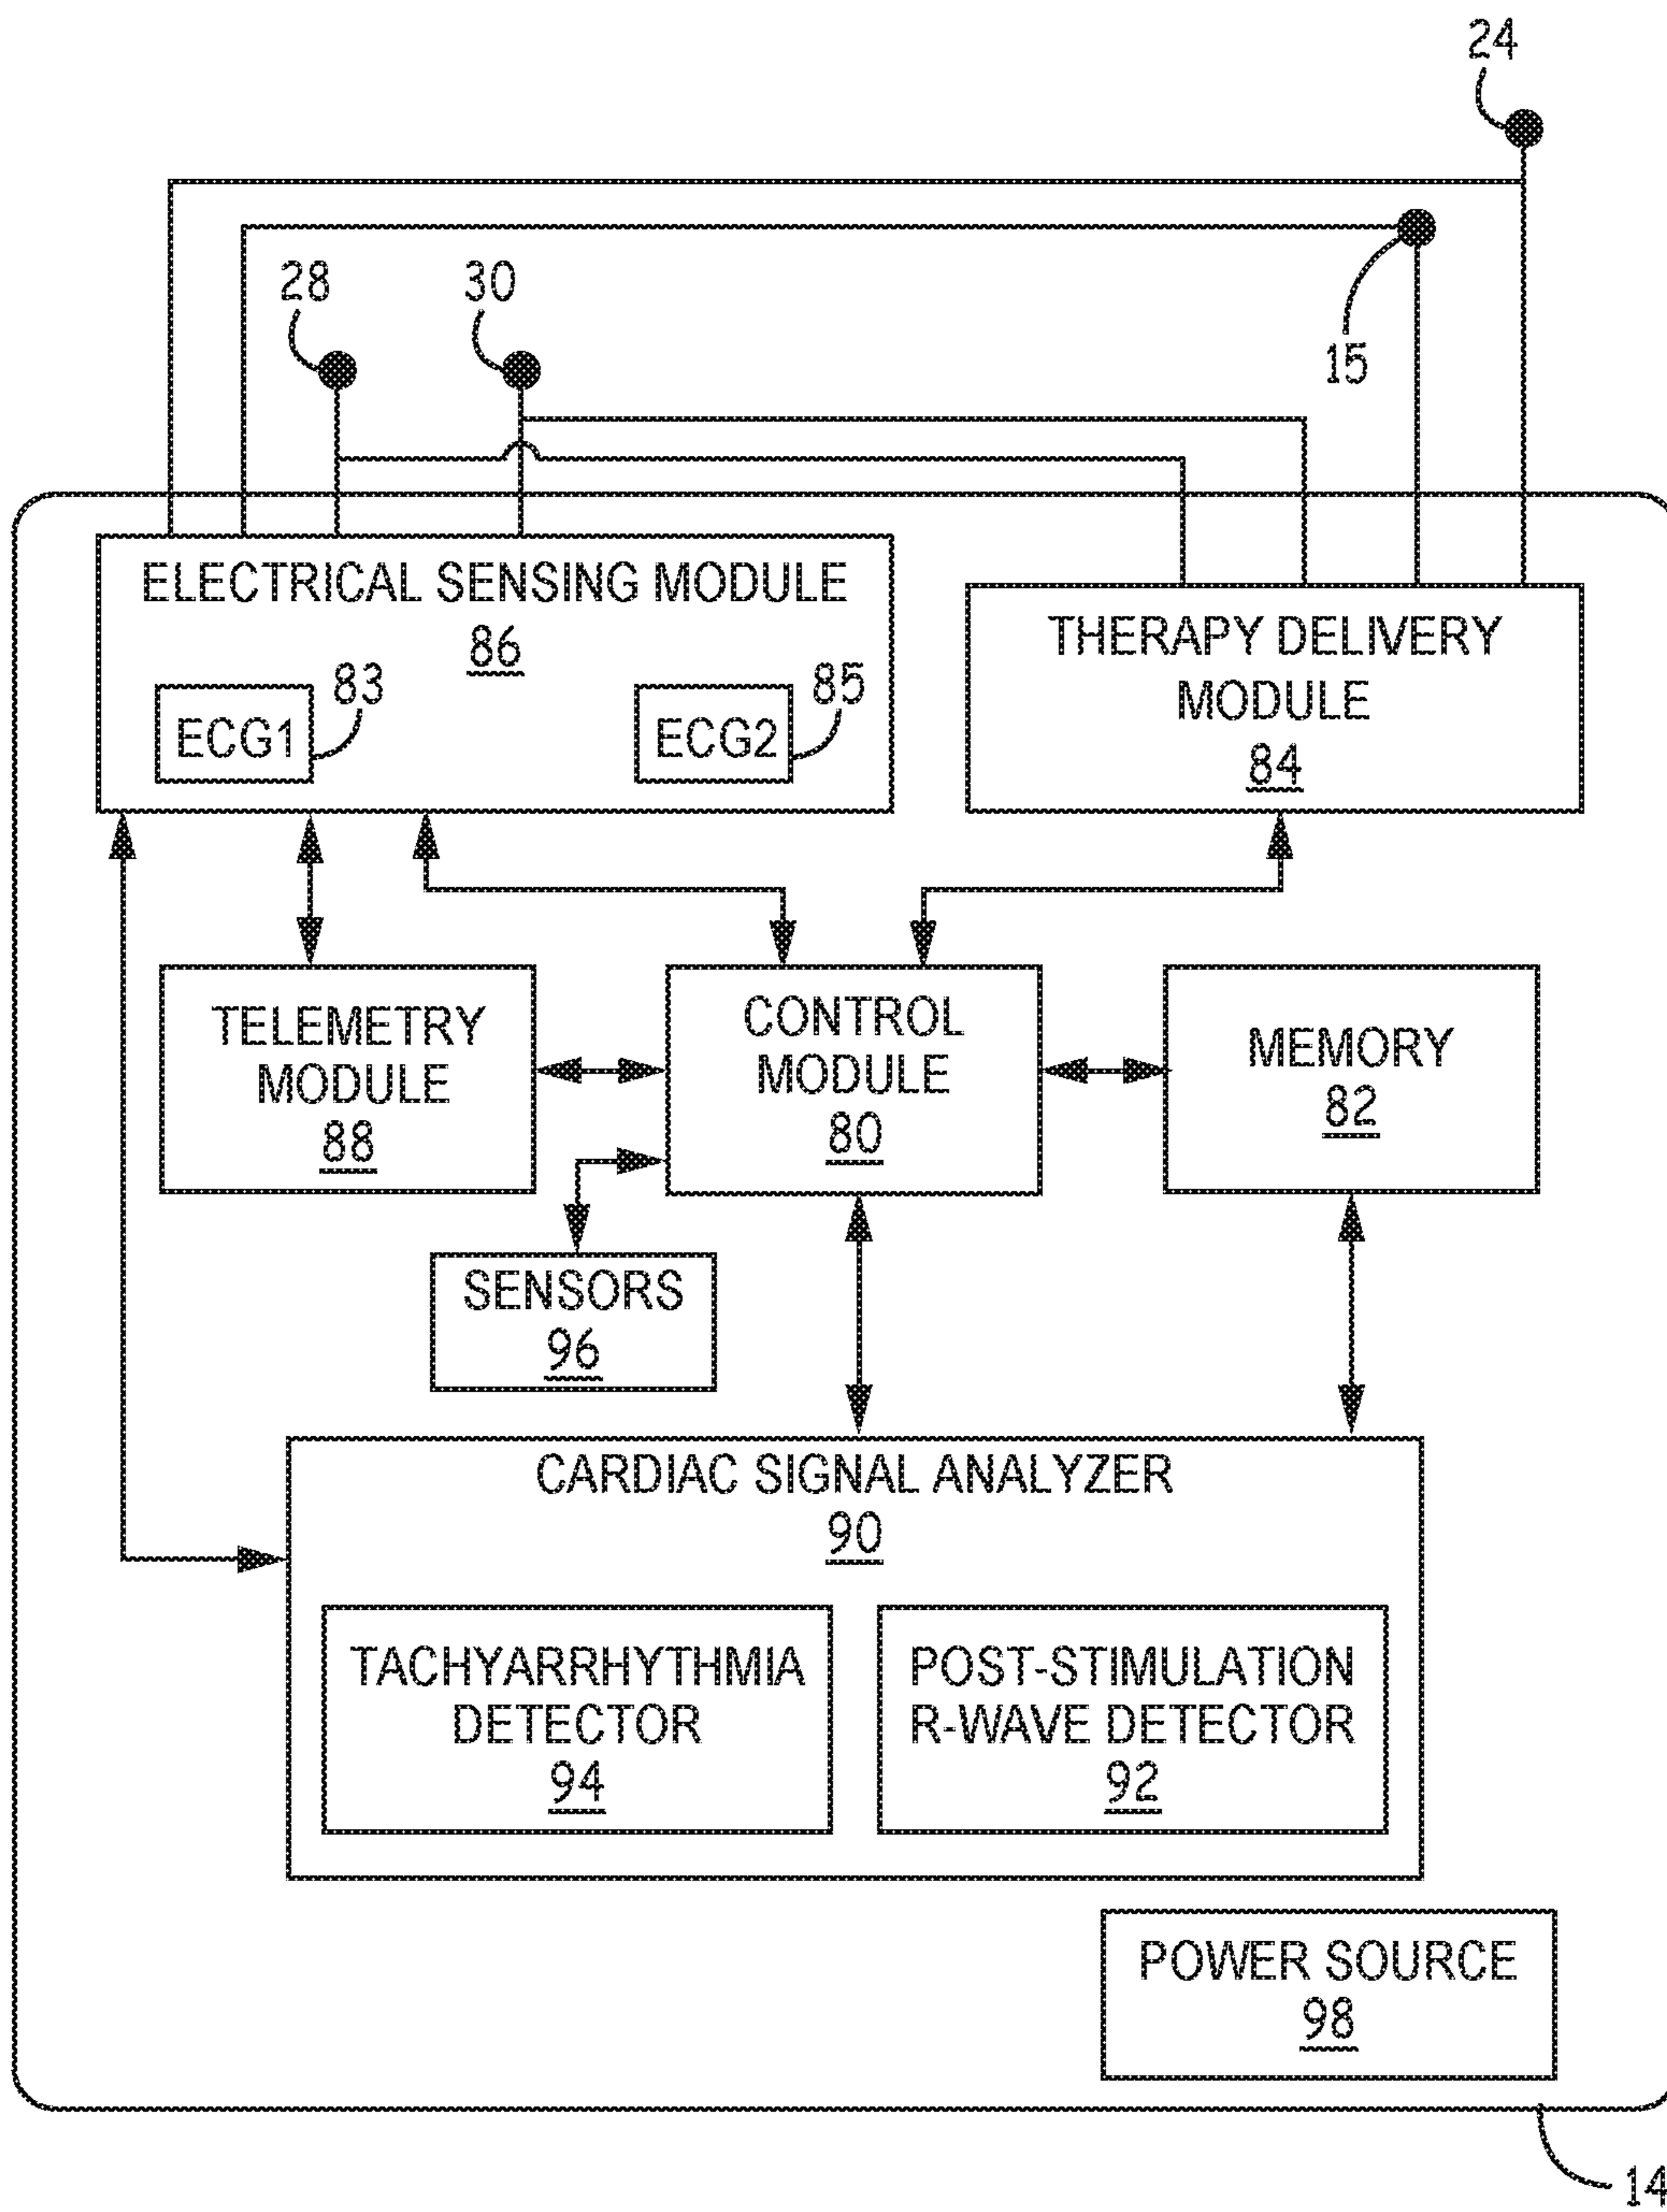 24
28
30
15
ELECTRICAL SENSING MODULE
86
83
85
ECG1
ECG2
THERAPY DELIVERY
MODULE
84
TELEMETRY
MODULE
88
CONTROL
MODULE
80
MEMORY
82
SENSORS
96
CARDIAC SIGNAL ANALYZER
90
TACHYARRHYTHMIA
DETECTOR
94
POST-STIMULATION
R-WAVE DETECTOR
92
POWER SOURCE
98
14